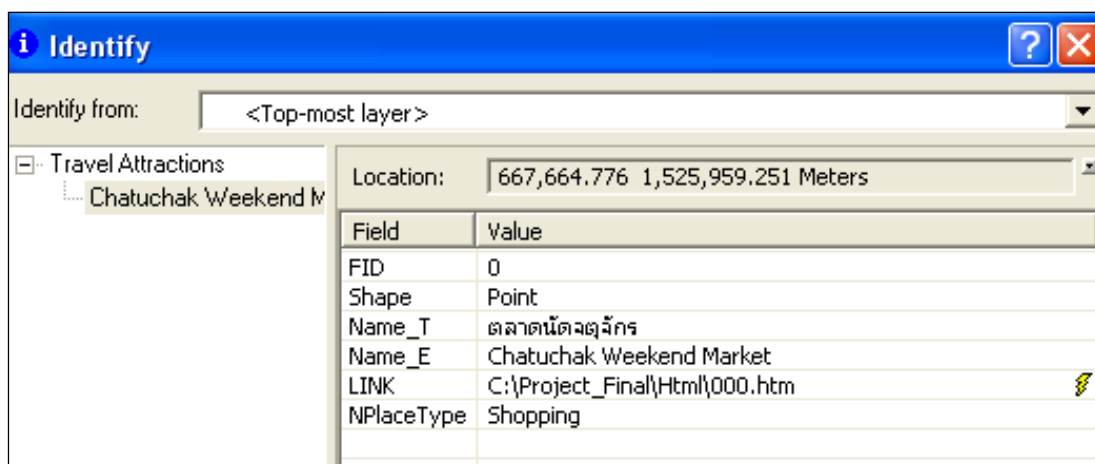 Identify
Identify from: <Top-most layer>
Travel Attractions
Chatuchak Weekend M
Location: 667,664.776 1,525,959.251 Meters
Field Value
FID 0
Shape Point
Name_T ตลาดนัดจตุจักร
Name_E Chatuchak Weekend Market
LINK C:\Project_Final\Html\000.htm
NPlaceType Shopping